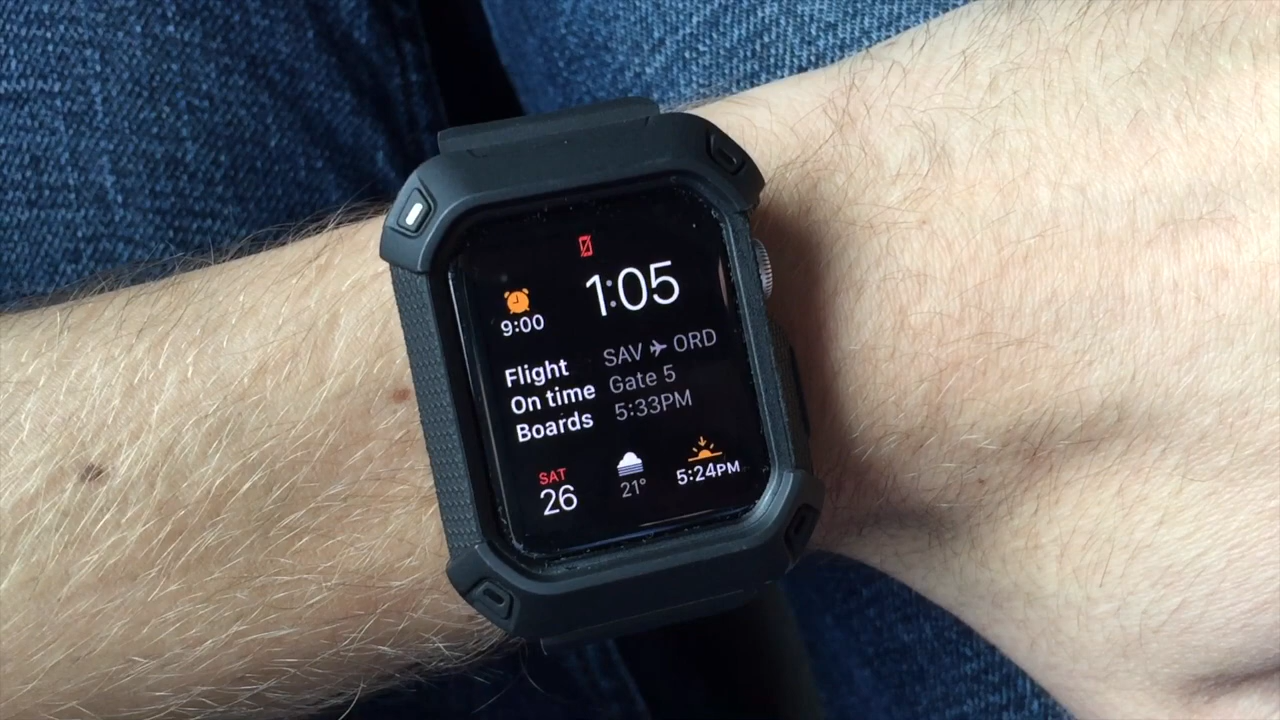 1:05
9:00
Flight SAV ORD
On time Gate 5
Boards 5:33PM
SAT
26
21°
5:24PM